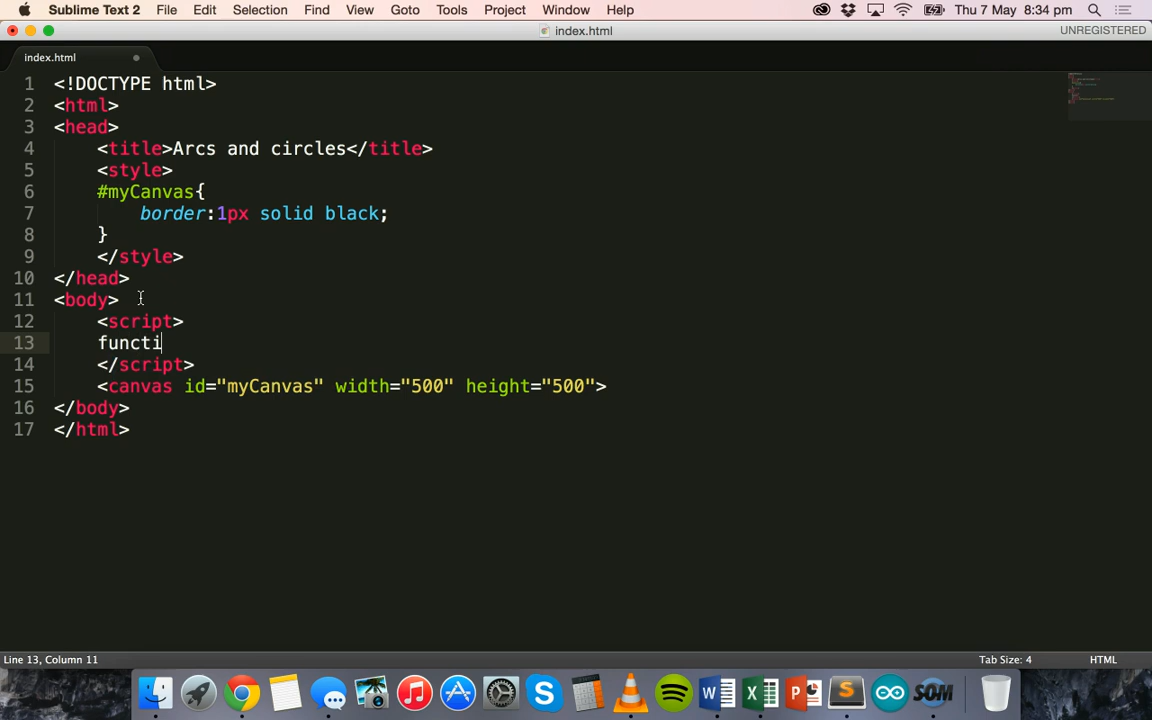 Sublime Text 2 File Edit Selection Find View Goto Tools Project Window Help Thu 7 May 8:34 pm
index.html UNREGISTERED
index.html
1 <!DOCTYPE html>
2 <html>
3 <head>
4 <title>Arcs and circles</title>
5 <style>
6 #myCanvas{
7 border:1px solid black;
8 }
9 </style>
10 </head>
11 <body>
12 <script>
13 functi
14 </script>
15 <canvas id="myCanvas" width="500" height="500">
16 </body>
17 </html>
Line 13, Column 11 Tab Size: 4 HTML
S W X P S SOM